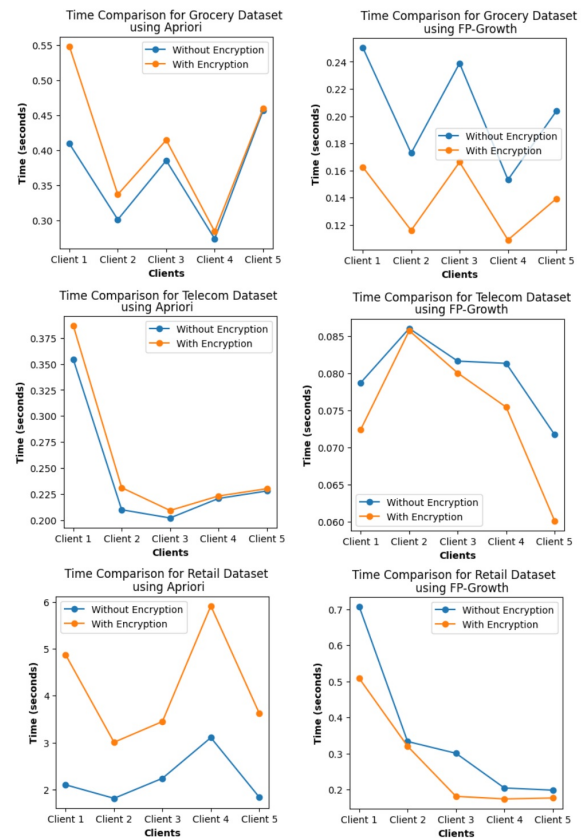 Time Comparison for Grocery Dataset
using Apriori
Time (seconds)
0.55
0.50
0.45
0.40
0.35
0.30
Without Encryption
With Encryption
Client 1
Client 2
Client 3
Client 4
Client 5
Clients
Time Comparison for Grocery Dataset
using FP-Growth
Time (seconds)
0.24
0.22
0.20
0.18
0.16
0.14
0.12
Without Encryption
With Encryption
Client 1
Client 2
Client 3
Client 4
Client 5
Clients
Time Comparison for Telecom Dataset
using Apriori
Time (seconds)
0.375
0.350
0.325
0.300
0.275
0.250
0.225
0.200
Without Encryption
With Encryption
Client 1
Client 2
Client 3
Client 4
Client 5
Clients
Time Comparison for Telecom Dataset
using FP-Growth
Time (seconds)
0.085
0.080
0.075
0.070
0.065
0.060
Without Encryption
With Encryption
Client 1
Client 2
Client 3
Client 4
Client 5
Clients
Time Comparison for Retail Dataset
using Apriori
Time (seconds)
6
5
4
3
2
Without Encryption
With Encryption
Client 1
Client 2
Client 3
Client 4
Client 5
Clients
Time Comparison for Retail Dataset
using FP-Growth
Time (seconds)
0.7
0.6
0.5
0.4
0.3
0.2
Without Encryption
With Encryption
Client 1
Client 2
Client 3
Client 4
Client 5
Clients